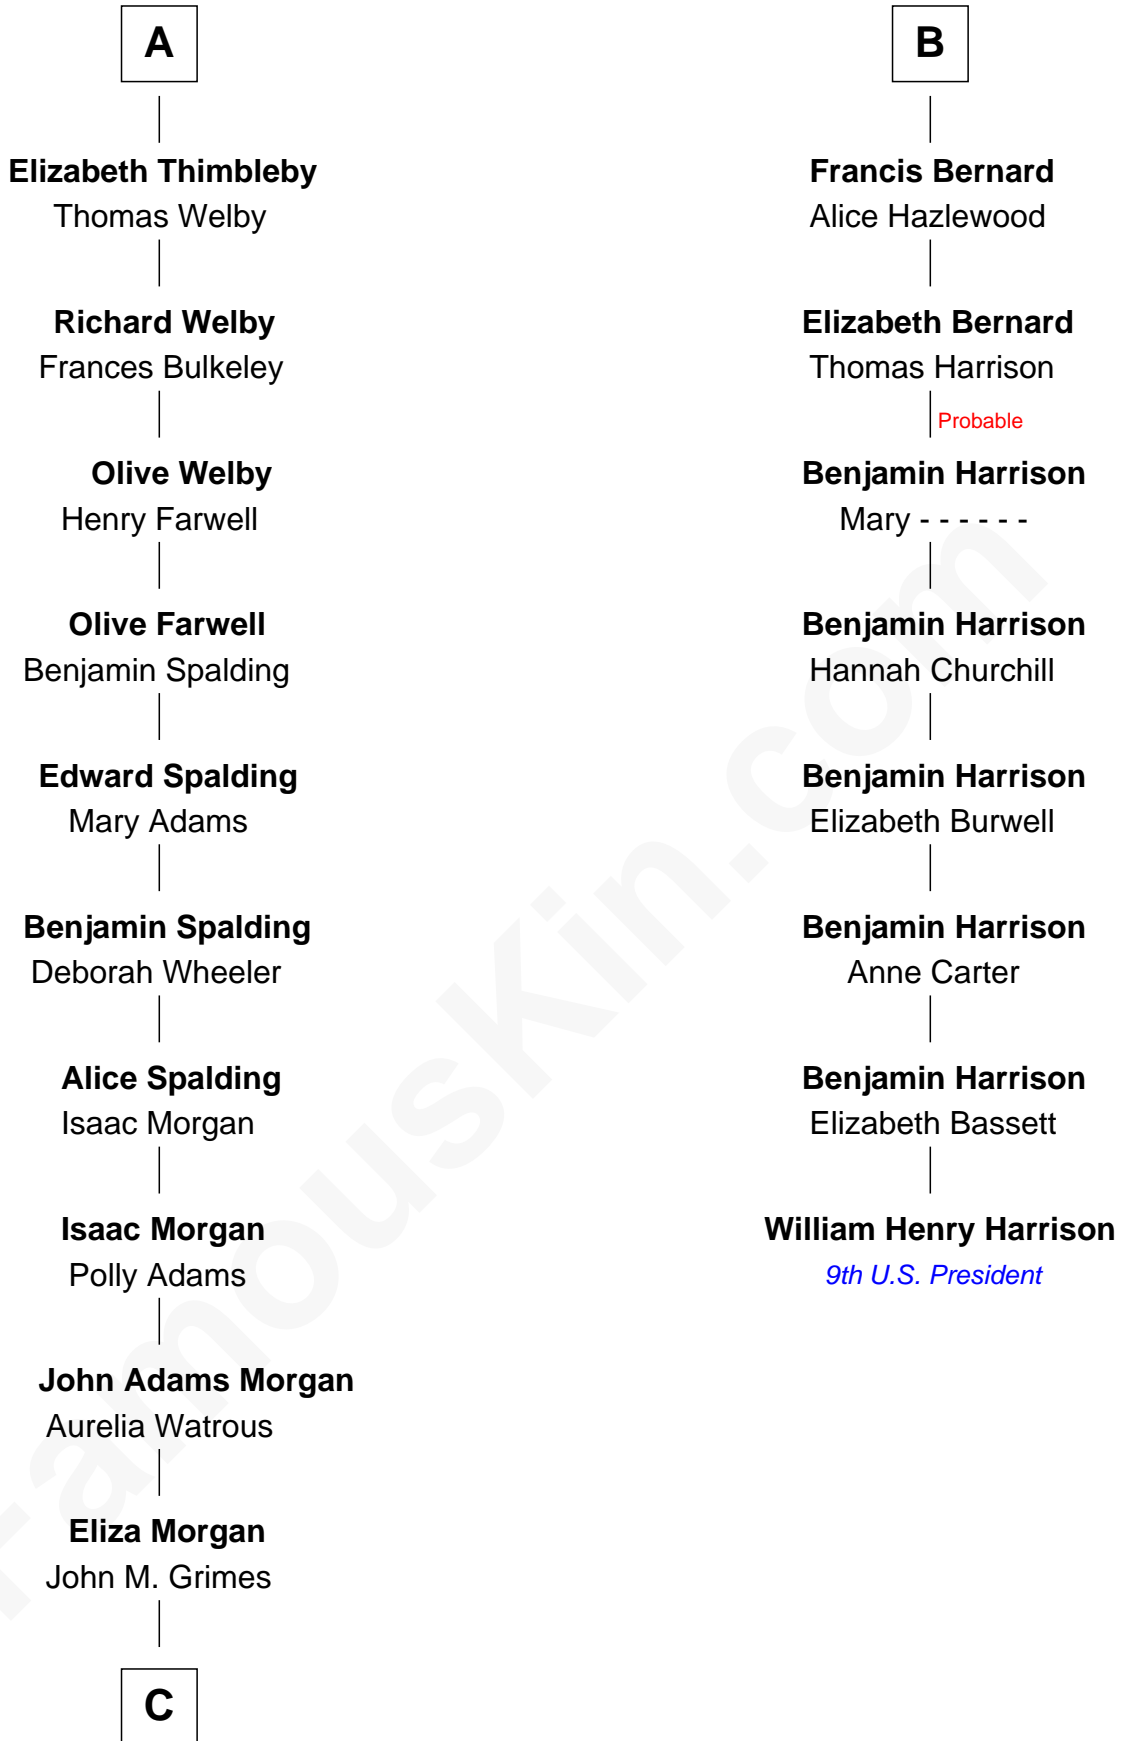 A
Elizabeth Thimbleby
Thomas Welby
Richard Welby
Frances Bulkeley
Olive Welby
Henry Farwell
Olive Farwell
Benjamin Spalding
Edward Spalding
Mary Adams
Benjamin Spalding
Deborah Wheeler
Alice Spalding
Isaac Morgan
Isaac Morgan
Polly Adams
John Adams Morgan
Aurelia Watrous
Eliza Morgan
John M. Grimes
C
B
Francis Bernard
Alice Hazlewood
Elizabeth Bernard
Thomas Harrison
Probable
Benjamin Harrison
Mary - - - - - -
Benjamin Harrison
Hannah Churchill
Benjamin Harrison
Elizabeth Burwell
Benjamin Harrison
Anne Carter
Benjamin Harrison
Elizabeth Bassett
William Henry Harrison
9th U.S. President
FamousKin.com